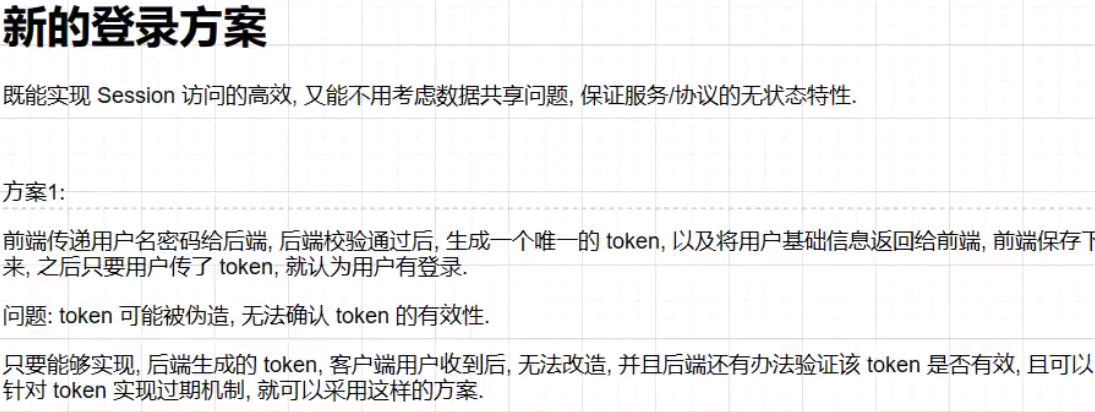 新的登录方案
既能实现 Session 访问的高效, 又能不用考虑数据共享问题, 保证服务/协议的无状态特性.
方案1:
前端传递用户名密码给后端, 后端校验通过后, 生成一个唯一的 token, 以及将用户基础信息返回给前端, 前端保存下
来, 之后只要用户传了 token, 就认为用户有登录.
问题: token 可能被伪造, 无法确认 token 的有效性.
只要能够实现, 后端生成的 token, 客户端用户收到后, 无法改造, 并且后端还有办法验证该 token 是否有效, 且可以
针对 token 实现过期机制, 就可以采用这样的方案.